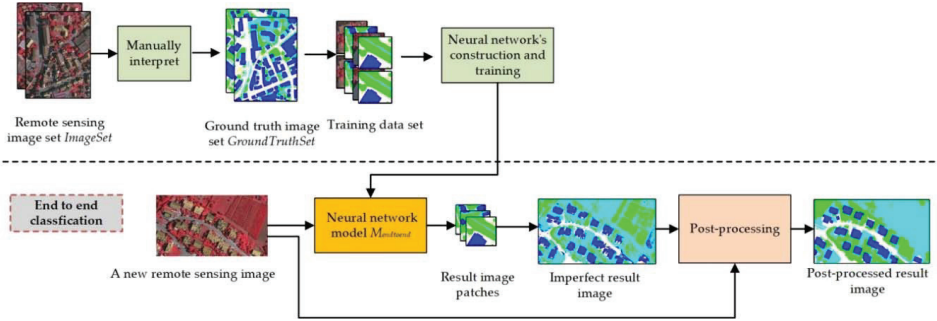 Manually
interpret
Neural network's
construction and
training
Remote sensing
image set ImageSet
Ground truth image
set GroundTruthSet
Training data set
End to end
classfication
Neural network
model Mendtoend
Post-processing
A new remote sensing image
Result image
patches
Imperfect result
image
Post-processed result
image